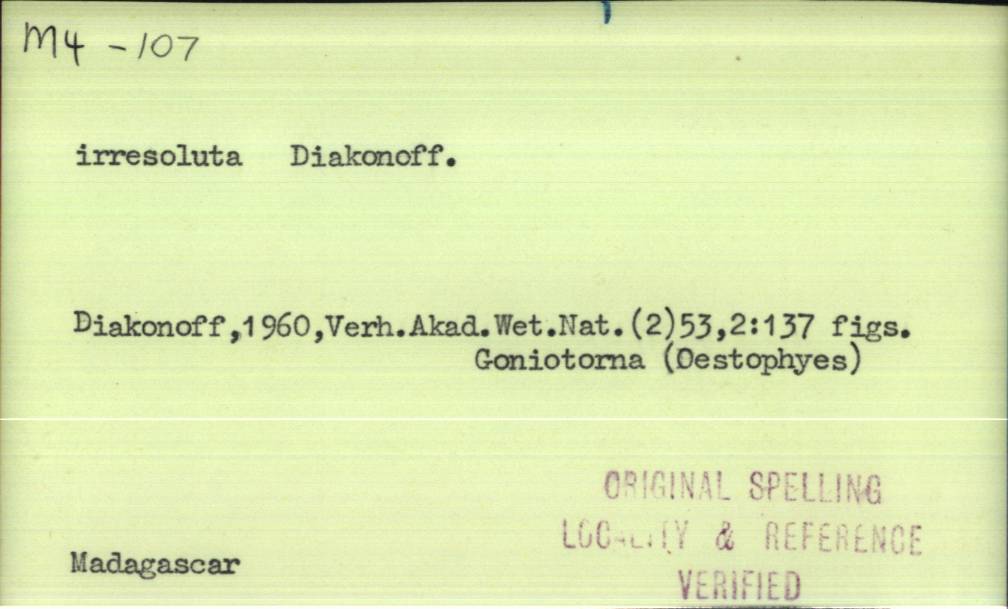 M4 - 107
irresoluta Diakonoff.
Diakonoff,1960,Verh.Akad.Wet.Nat.(2)53,2:137 figs.
Goniotorna (Oestophyes)
ORIGINAL SPELLING
LOCALITY & REFERENCE
Madagascar
VERIFIED